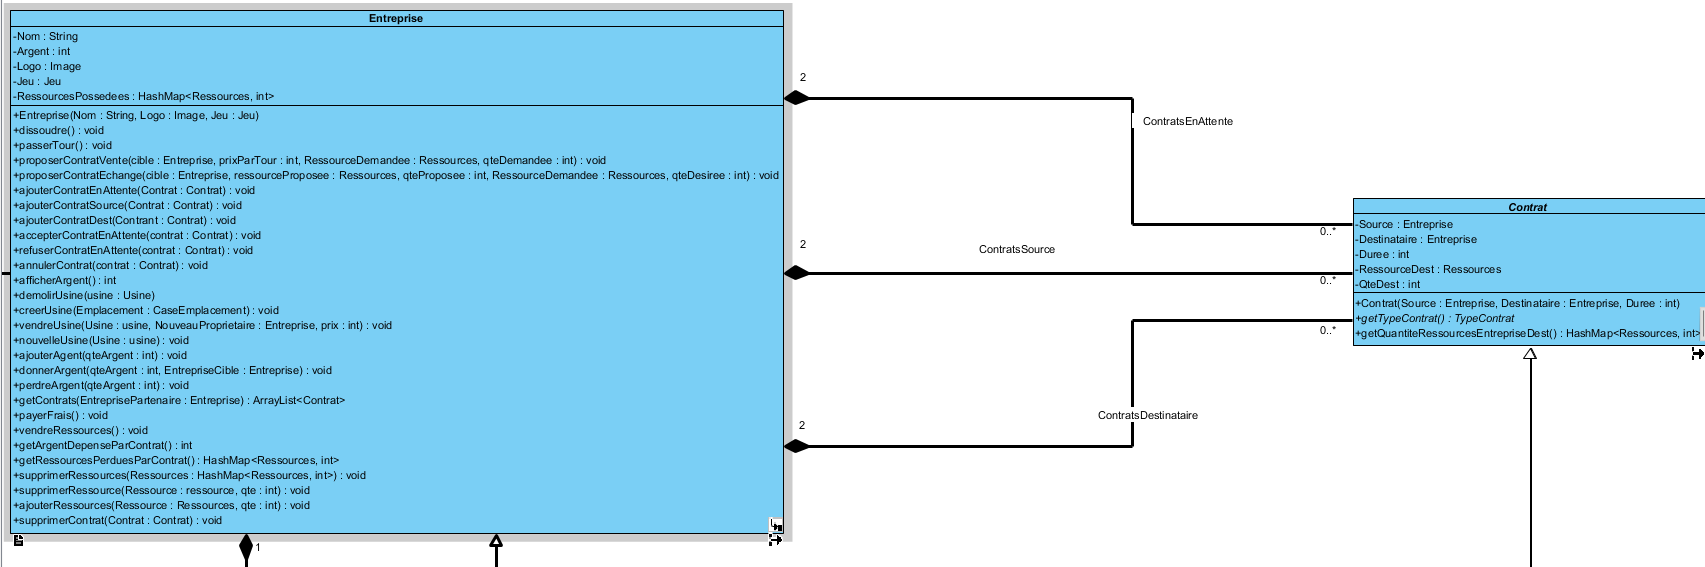 Entreprise
-Nom : String
-Argent : int
-Logo : Image
-Jeu : Jeu
-RessourcesPossedees : HashMap<Ressources, int>
+Entreprise(Nom : String, Logo : Image, Jeu : Jeu)
+dissoudre() : void
+passerTour() : void
+proposerContratVente(cible : Entreprise, prixParTour : int, RessourceDemandee : Ressources, qteDemandee : int) : void
+proposerContratEchange(cible : Entreprise, ressourceProposee : Ressources, qteProposee : int, RessourceDemandee : Ressources, qteDesiree : int) : void
+ajouterContratEnAttente(Contrat : Contrat) : void
+ajouterContratSource(Contrat : Contrat) : void
+ajouterContratDest(Contrant : Contrat) : void
+accepterContratEnAttente(contrat : Contrat) : void
+refuserContratEnAttente(contrat : Contrat) : void
+annulerContrat(contrat : Contrat) : void
+afficherArgent() : int
+demolirUsine(usine : Usine)
+creerUsine(Emplacement : CaseEmplacement) : void
+vendreUsine(Usine : usine, NouveauProprietaire : Entreprise, prix : int) : void
+nouvelleUsine(Usine : usine) : void
+ajouterAgent(qteArgent : int) : void
+donnerArgent(qteArgent : int, EntrepriseCible : Entreprise) : void
+perdreArgent(qteArgent : int) : void
+getContrats(EntreprisePartenaire : Entreprise) : ArrayList<Contrat>
+payerFrais() : void
+vendreRessources() : void
+getArgentDepenseParContrat() : int
+getRessourcesPerduesParContrat() : HashMap<Ressources, int>
+supprimerRessources(Ressources : HashMap<Ressources, int>) : void
+supprimerRessource(Ressource : ressource, qte : int) : void
+ajouterRessources(Ressource : Ressources, qte : int) : void
+supprimerContrat(Contrat : Contrat) : void
1
2
ContratsEnAttente
0..*
2
ContratsSource
0..*
2
ContratsDestinataire
0..*
Contrat
-Source : Entreprise
-Destinataire : Entreprise
-Duree : int
-RessourceDest : Ressources
-QteDest : int
+Contrat(Source : Entreprise, Destinataire : Entreprise, Duree : int)
+getTypeContrat() : TypeContrat
+getQuantiteRessourcesEntrepriseDest() : HashMap<Ressources, int>